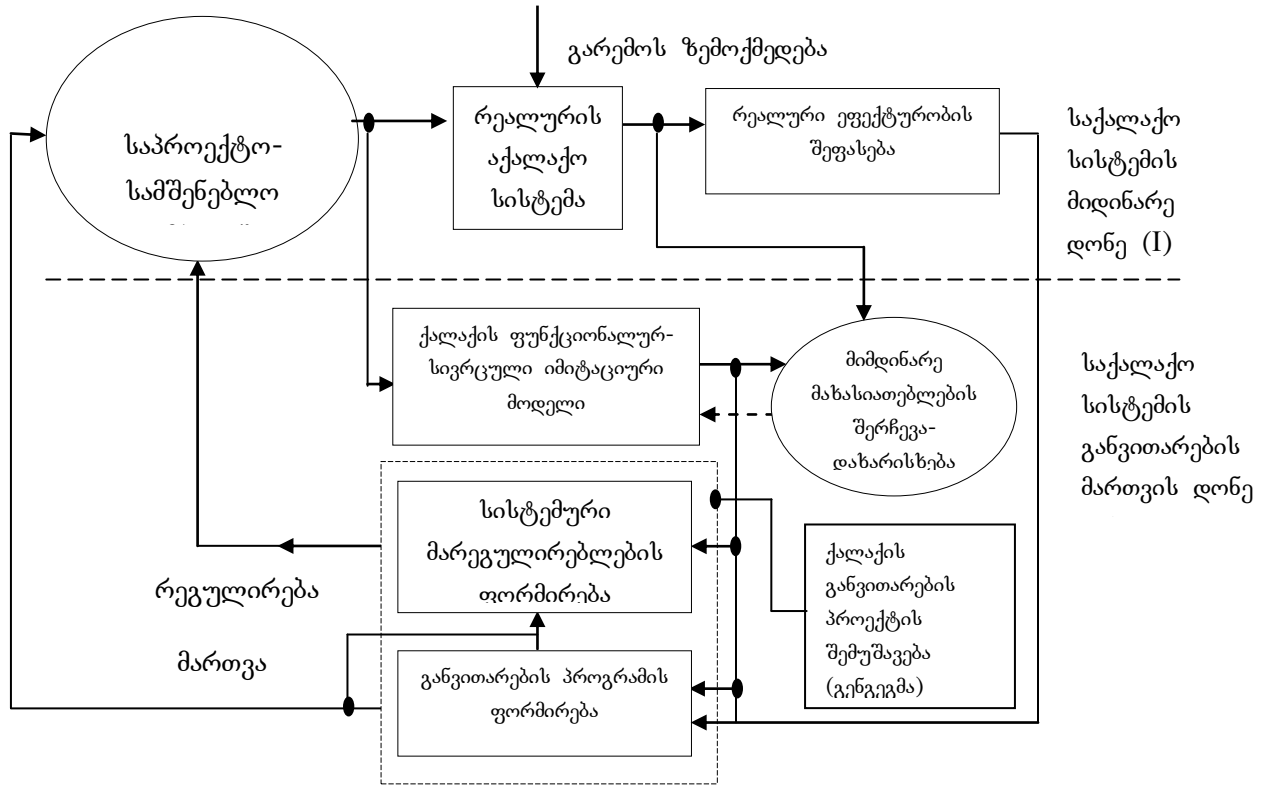 გარემოს ზემოქმედება
საპროექტო-
სამშენებლო
რეალურის
აქალაქო
სისტემა
რეალური ეფექტურობის
შეფასება
საქალაქო
სისტემის
მიდინარე
დონე (I)
ქალაქის ფუნქციონალურ-
სივრცული იმიტაციური
მოდელი
მიმდინარე
მახასიათებლების
შერჩევა-
დახარისხება
საქალაქო
სისტემის
განვითარების
მართვის დონე
სისტემური
მარეგულირებლების
ფორმირება
ქალაქის
განვითარების
პროექტის
შემუშავება
(გენგეგმა)
რეგულირება
მართვა
განვითარების პროგრამის
ფორმირება